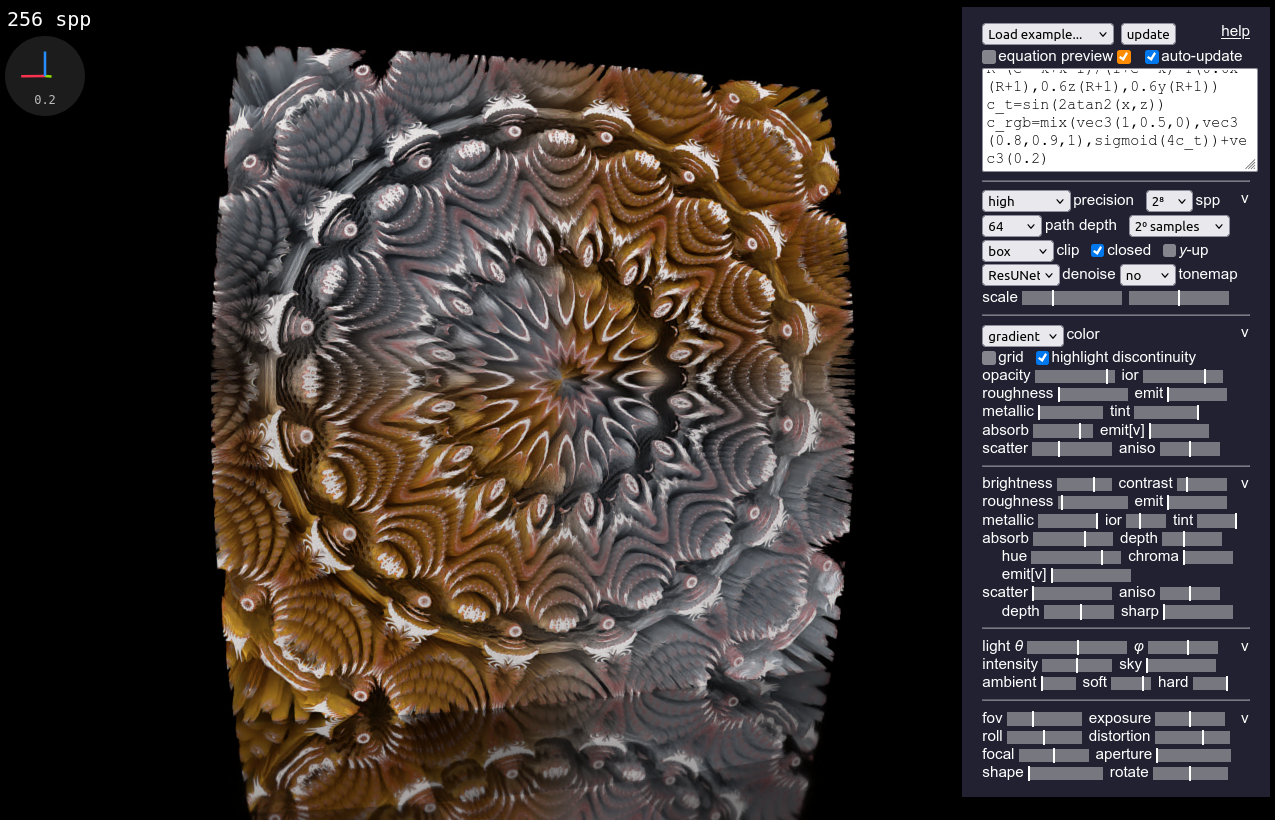 256 spp
0.2
Load example...
update
help
equation preview
auto-update
(R+1),0.6z(R+1),0.6y(R+1))
c_t=sin(2atan2(x,z))
c_rgb=mix(vec3(1,0.5,0),vec3
(0.8,0.9,1),sigmoid(4c_t))+ve
c3(0.2)
high precision 2⁸ spp v
64 path depth 2⁰ samples
box clip closed y-up
ResUNet denoise no tonemap
scale
gradient color v
grid highlight discontinuity
opacity ior
roughness emit
metallic tint
absorb emit[v]
scatter aniso
brightness contrast v
roughness emit
metallic ior tint
absorb depth
hue chroma
emit[v]
scatter aniso
depth sharp
light θ φ v
intensity sky
ambient soft hard
fov exposure v
roll distortion
focal aperture
shape rotate